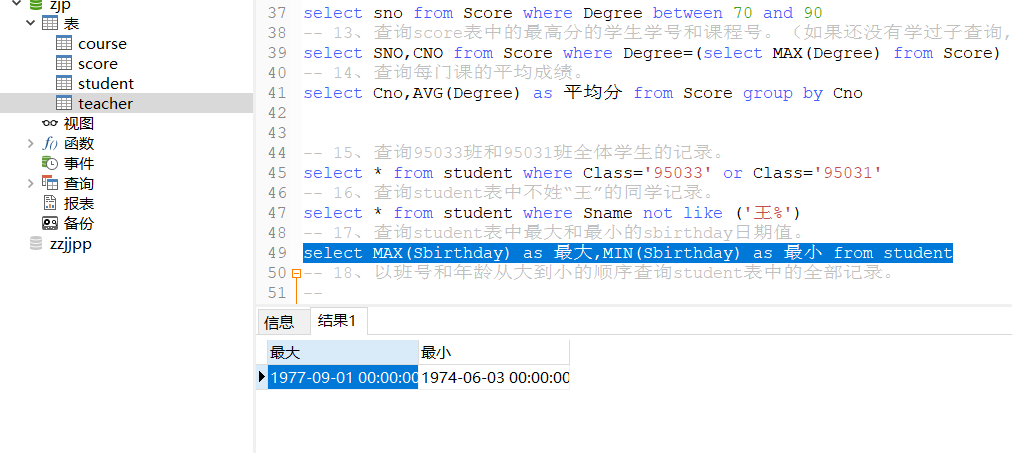 zjp
表
course
score
student
teacher
视图
函数
事件
查询
报表
备份
zzjjpp
37 select sno from Score where Degree between 70 and 90
38 -- 13、查询score表中的最高分的学生学号和课程号。（如果还没有学过子查询,
39 select SNO,CNO from Score where Degree=(select MAX(Degree) from Score)
40 -- 14、查询每门课的平均成绩。
41 select Cno,AVG(Degree) as 平均分 from Score group by Cno
42
43
44 -- 15、查询95033班和95031班全体学生的记录。
45 select * from student where Class='95033' or Class='95031'
46 -- 16、查询student表中不姓“王”的同学记录。
47 select * from student where Sname not like ('王%')
48 -- 17、查询student表中最大和最小的sbirthday日期值。
49 select MAX(Sbirthday) as 最大,MIN(Sbirthday) as 最小 from student
50 -- 18、以班号和年龄从大到小的顺序查询student表中的全部记录。
51 --
信息 结果1
最大 最小
1977-09-01 00:00:00 1974-06-03 00:00:00